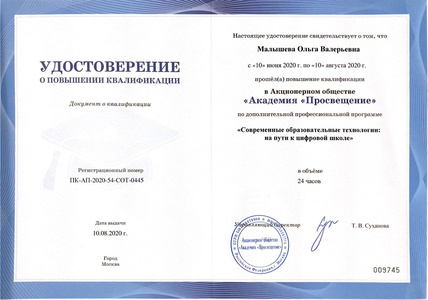 УДОСТОВЕРЕНИЕ
О ПОВЫШЕНИИ КВАЛИФИКАЦИИ
Документ о квалификации
Регистрационный номер
ПК-АП-2020-54-СОТ-0445
Дата выдачи
10.08.2020 г.
Город
Москва
Настоящее удостоверение свидетельствует о том, что
Малышева Ольга Валерьевна
с «10» июня 2020 г. по «10» августа 2020 г.
прошёл(а) повышение квалификации
в Акционерном обществе
«Академия «Просвещение»
по дополнительной профессиональной программе
«Современные образовательные технологии:
на пути к цифровой школе»
в объёме
24 часов
Управляющий директор
Т. В. Суханова
Акционерное общество
«Академия «Просвещение»
009745